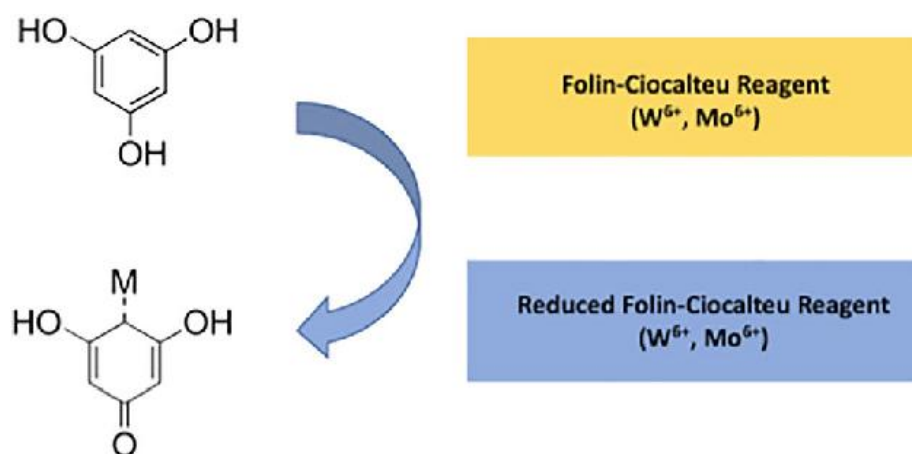 HO OH
OH
Folin-Ciocalteu Reagent
(W⁶⁺, Mo⁶⁺)
M
HO OH
O
Reduced Folin-Ciocalteu Reagent
(W⁶⁺, Mo⁶⁺)